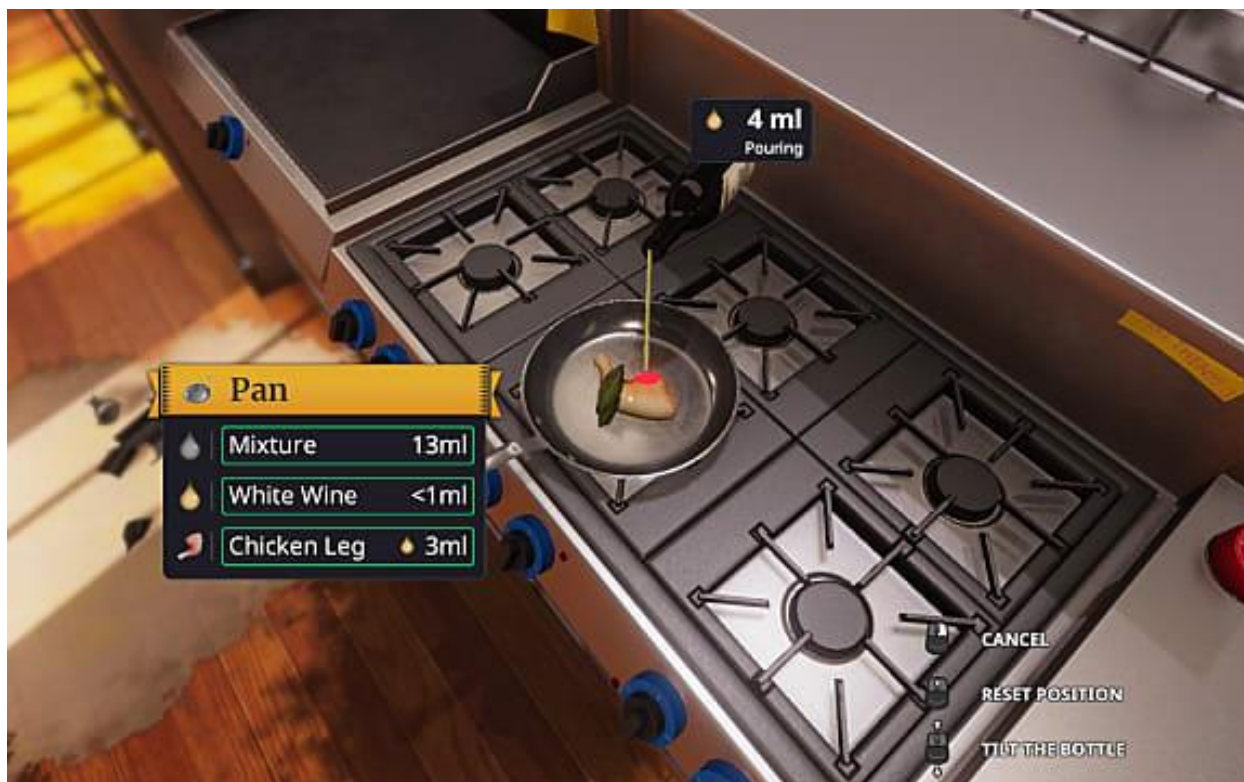 4 ml
Pouring
Pan
Mixture 13ml
White Wine <1ml
Chicken Leg 3ml
CANCEL
RESET POSITION
TILT THE BOTTLE